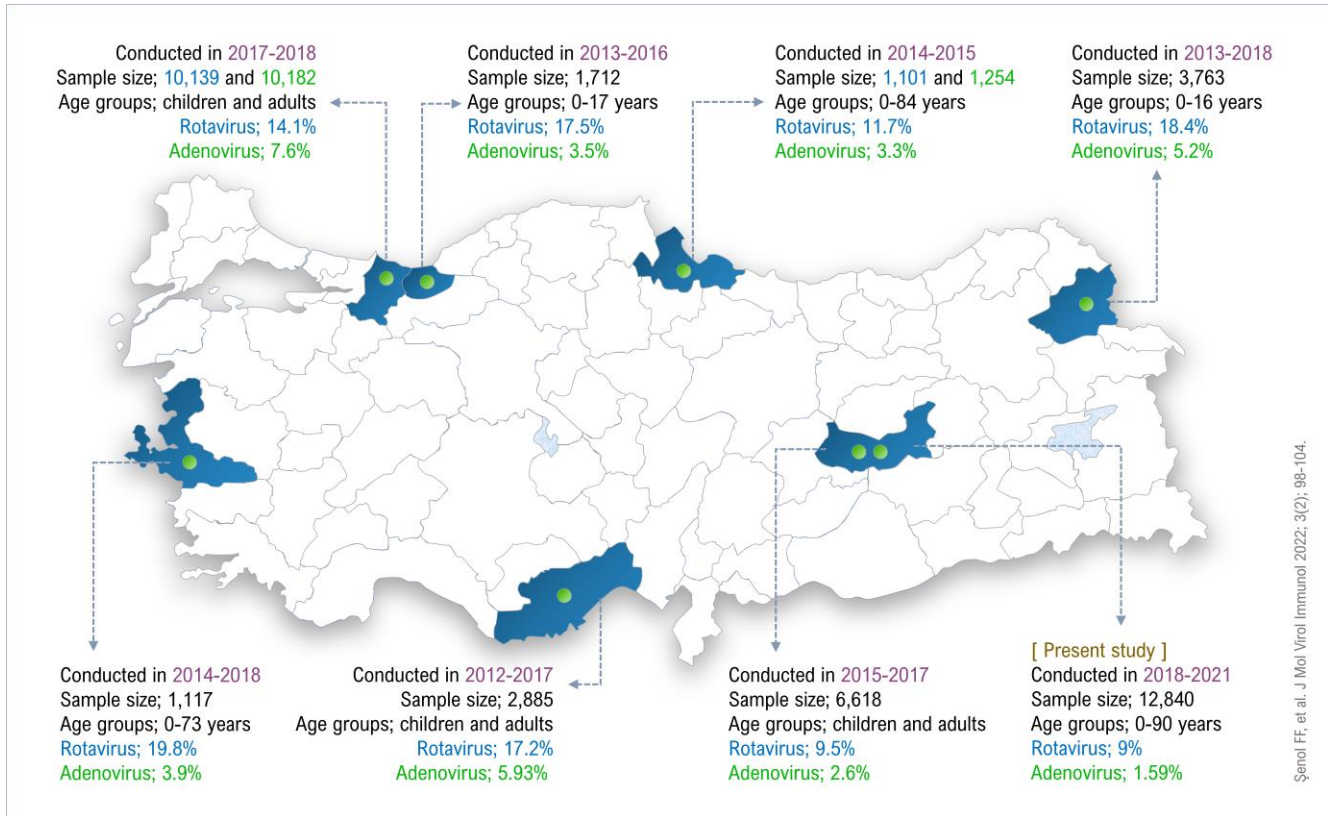 Conducted in 2017-2018
Sample size; 10,139 and 10,182
Age groups; children and adults
Rotavirus; 14.1%
Adenovirus; 7.6%
Conducted in 2013-2016
Sample size; 1,712
Age groups; 0-17 years
Rotavirus; 17.5%
Adenovirus; 3.5%
Conducted in 2014-2015
Sample size; 1,101 and 1,254
Age groups; 0-84 years
Rotavirus; 11.7%
Adenovirus; 3.3%
Conducted in 2013-2018
Sample size; 3,763
Age groups; 0-16 years
Rotavirus; 18.4%
Adenovirus; 5.2%
Conducted in 2014-2018
Sample size; 1,117
Age groups; 0-73 years
Rotavirus; 19.8%
Adenovirus; 3.9%
Conducted in 2012-2017
Sample size; 2,885
Age groups; children and adults
Rotavirus; 17.2%
Adenovirus; 5.93%
Conducted in 2015-2017
Sample size; 6,618
Age groups; children and adults
Rotavirus; 9.5%
Adenovirus; 2.6%
[ Present study ]
Conducted in 2018-2021
Sample size; 12,840
Age groups; 0-90 years
Rotavirus; 9%
Adenovirus; 1.59%
Şenol FF, et al. J Mol Virol Immunol 2022; 3(2); 98-104.